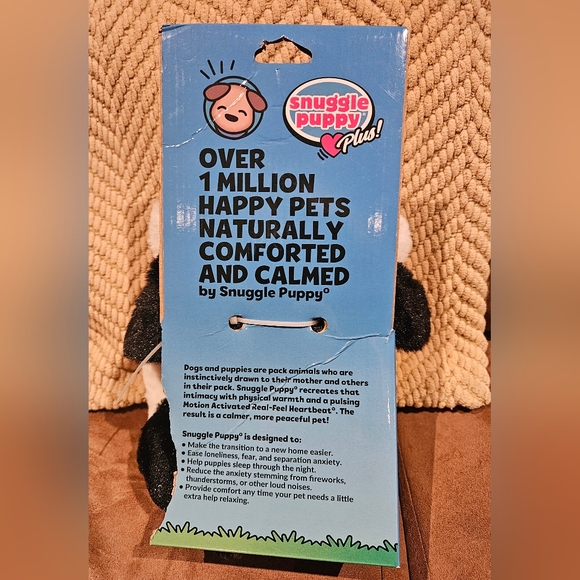 snuggle
puppy
Plus!
OVER
1 MILLION
HAPPY PETS
NATURALLY
COMFORTED
AND CALMED
by Snuggle Puppy®
Dogs and puppies are pack animals who are
instinctively drawn to their mother and others
in their pack. Snuggle Puppy® recreates that
intimacy with physical warmth and a pulsing
Motion Activated Real-Feel Heartbeat®. The
result is a calmer, more peaceful pet!
Snuggle Puppy® is designed to:
• Make the transition to a new home easier.
• Ease loneliness, fear, and separation anxiety.
• Help puppies sleep through the night.
• Reduce the anxiety stemming from fireworks,
thunderstorms, or other loud noises.
• Provide comfort any time your pet needs a little
extra help relaxing.